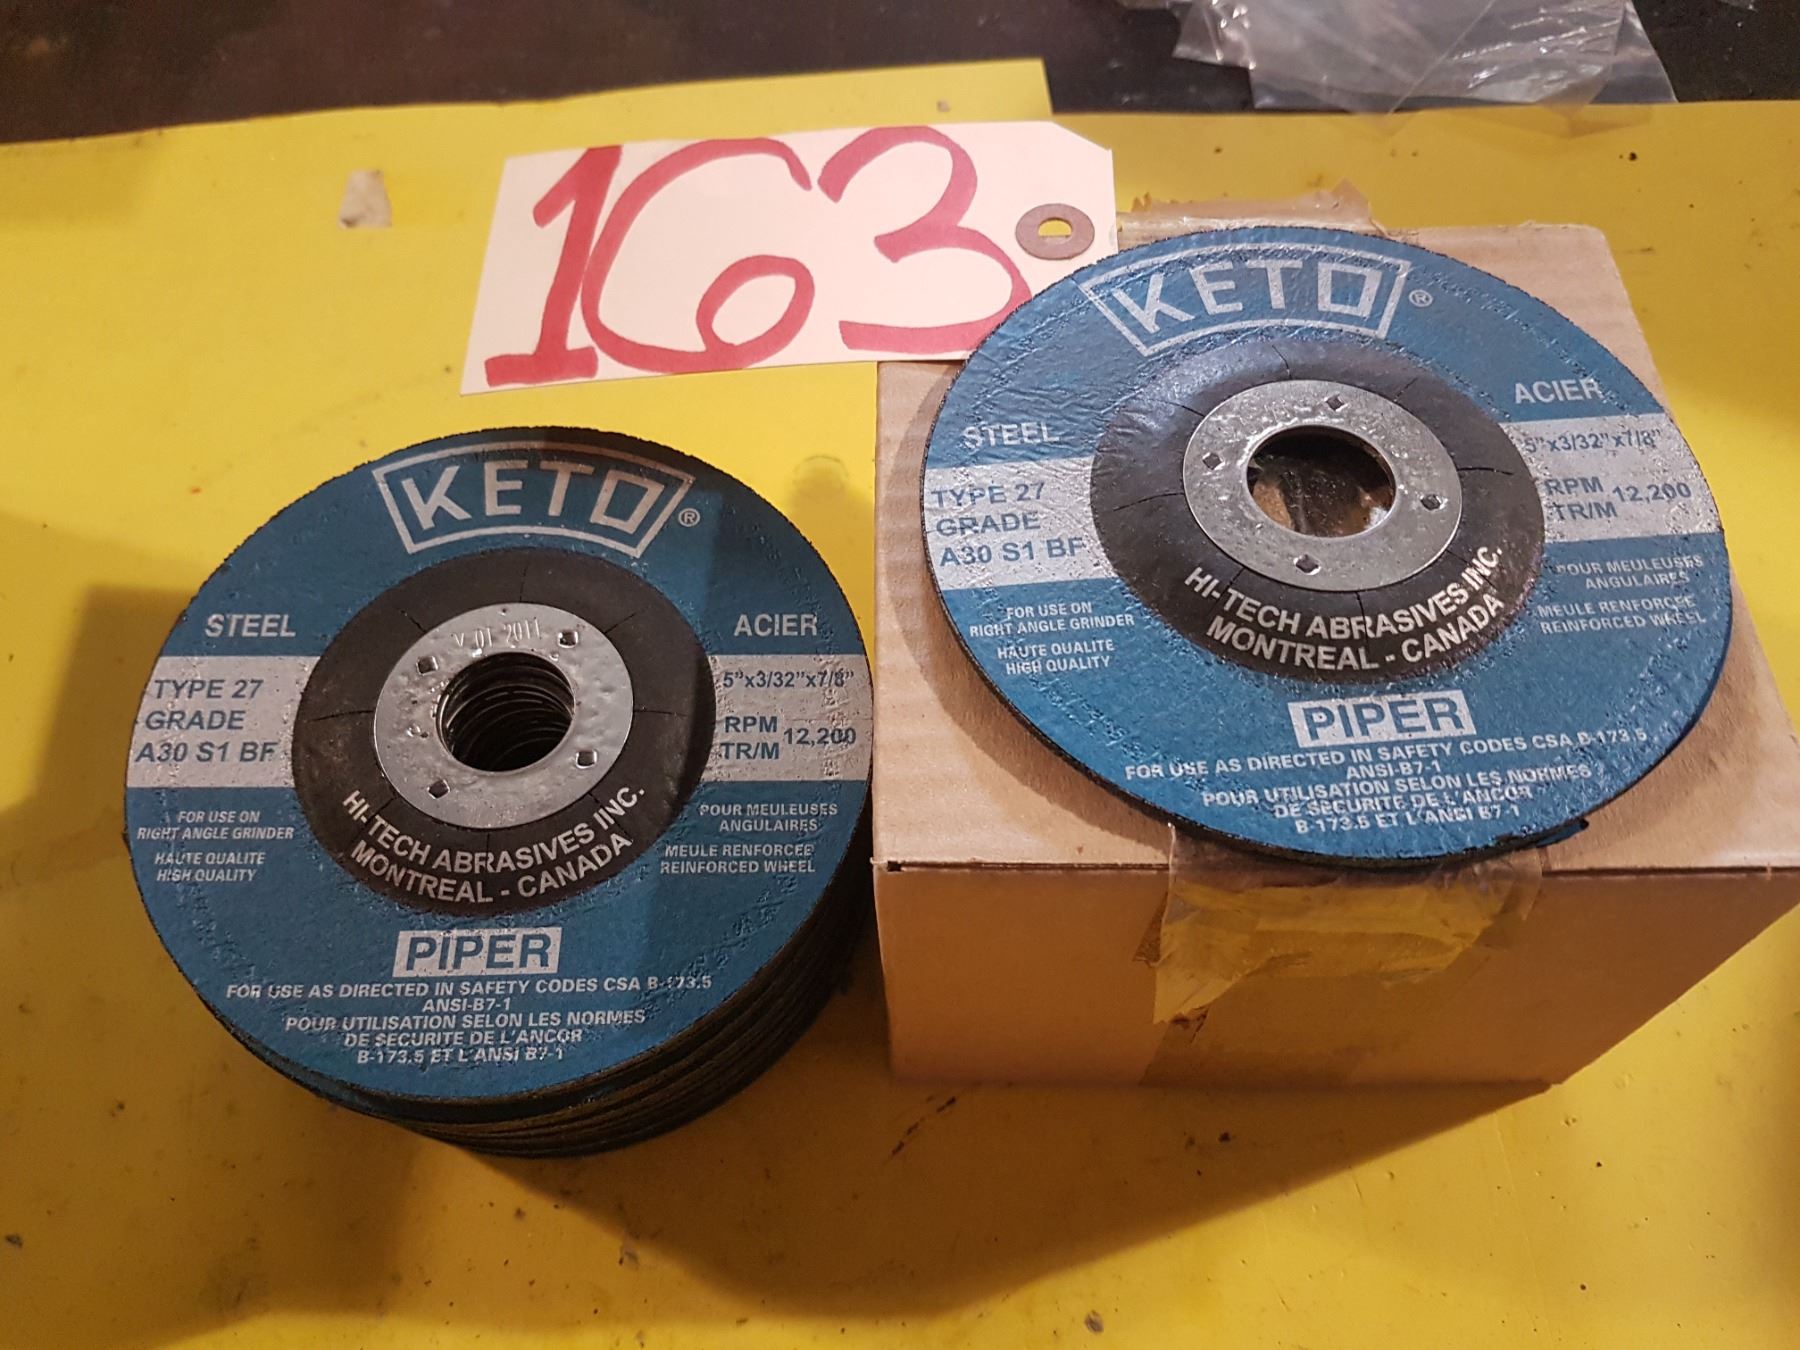 163
KETO®
STEEL
ACIER
TYPE 27
GRADE
A30 S1 BF
5"x3/32"x7/8"
RPM
TR/M 12,200
FOR USE ON
RIGHT ANGLE GRINDER
HAUTE QUALITE
HIGH QUALITY
POUR MEULEUSES
ANGULAIRES
MEULE RENFORCEE
REINFORCED WHEEL
V 01 2011
HI-TECH ABRASIVES INC.
MONTREAL - CANADA
PIPER
FOR USE AS DIRECTED IN SAFETY CODES CSA B-173.5
ANSI-B7-1
POUR UTILISATION SELON LES NORMES
DE SECURITE DE L'ANCOR
B-173.5 ET L'ANSI B7-1
KETO®
STEEL
ACIER
TYPE 27
GRADE
A30 S1 BF
5"x3/32"x7/8"
RPM
TR/M 12,200
FOR USE ON
RIGHT ANGLE GRINDER
HAUTE QUALITE
HIGH QUALITY
POUR MEULEUSES
ANGULAIRES
MEULE RENFORCEE
REINFORCED WHEEL
HI-TECH ABRASIVES INC.
MONTREAL - CANADA
PIPER
FOR USE AS DIRECTED IN SAFETY CODES CSA B-173.5
ANSI-B7-1
POUR UTILISATION SELON LES NORMES
DE SECURITE DE L'ANCOR
B-173.5 ET L'ANSI B7-1